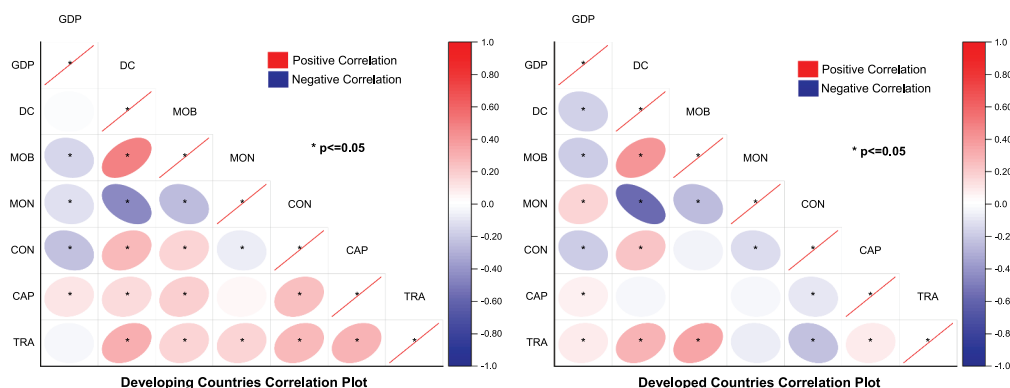 GDP
GDP * DC
Positive Correlation
Negative Correlation
DC * MOB
MOB * * * MON
* p<=0.05
MON * * * * CON
CON * * * * * CAP
CAP * * * * * TRA
TRA * * * * * *
1.0
0.80
0.60
0.40
0.20
0.0
-0.20
-0.40
-0.60
-0.80
-1.0
Developing Countries Correlation Plot
GDP
GDP * DC
Positive Correlation
Negative Correlation
DC * * MOB
MOB * * * MON
* p<=0.05
MON * * * * CON
CON * * * * CAP
CAP * * * TRA
TRA * * * * * *
1.0
0.80
0.60
0.40
0.20
0.0
-0.20
-0.40
-0.60
-0.80
-1.0
Developed Countries Correlation Plot